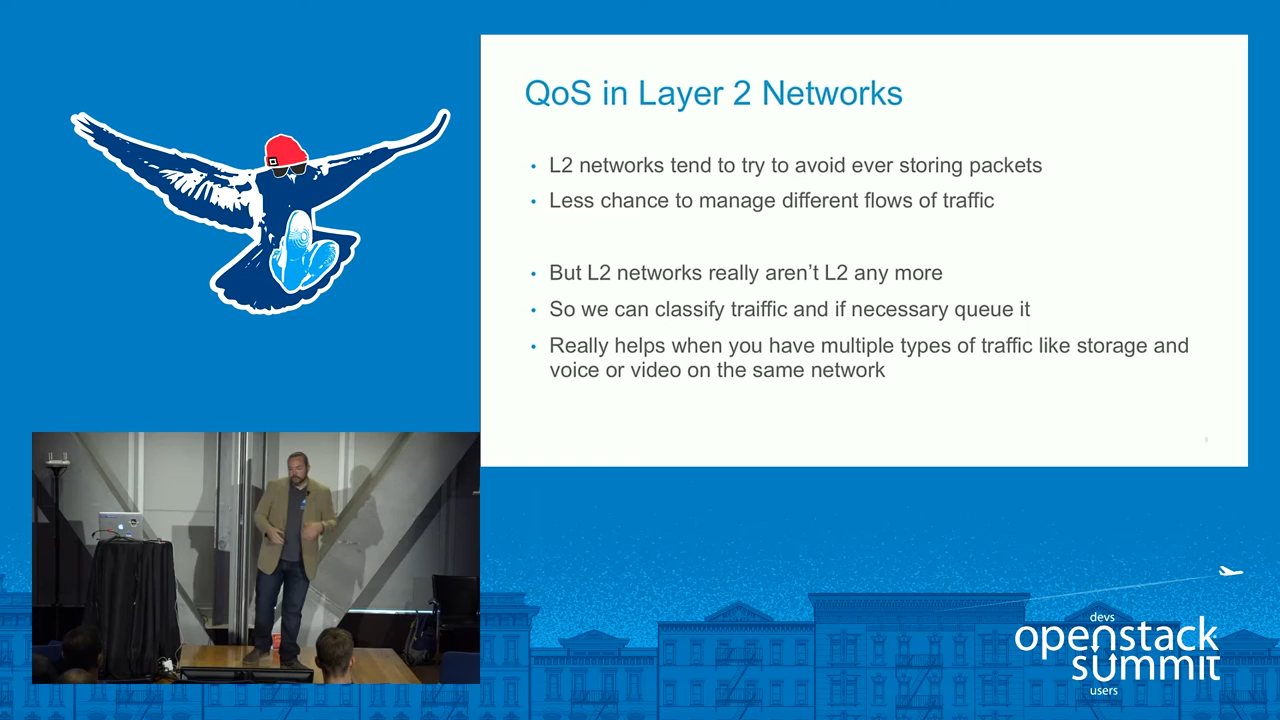 QoS in Layer 2 Networks
• L2 networks tend to try to avoid ever storing packets
• Less chance to manage different flows of traffic
• But L2 networks really aren't L2 any more
• So we can classify traiffic and if necessary queue it
• Really helps when you have multiple types of traffic like storage and
voice or video on the same network
devs
openstack
summit
users